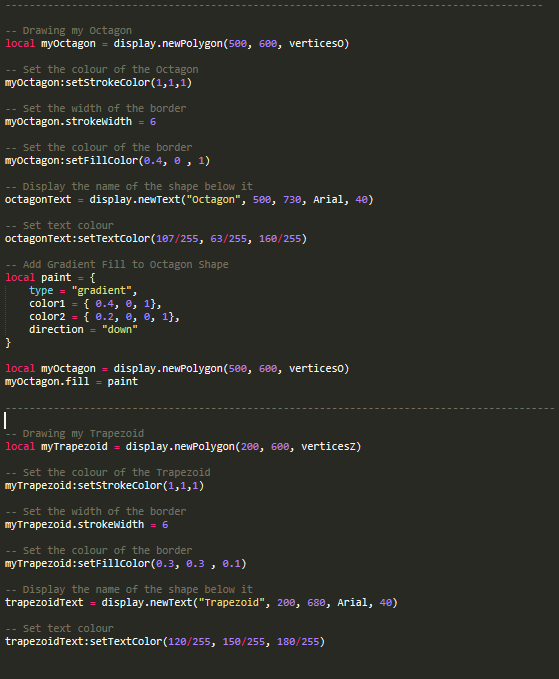 --------------------------------------------------------------------------------------------
-- Drawing my Octagon
local myOctagon = display.newPolygon(500, 600, verticesO)
-- Set the colour of the Octagon
myOctagon:setStrokeColor(1,1,1)
-- Set the width of the border
myOctagon.strokeWidth = 6
-- Set the colour of the border
myOctagon:setFillColor(0.4, 0 , 1)
-- Display the name of the shape below it
octagonText = display.newText("Octagon", 500, 730, Arial, 40)
-- Set text colour
octagonText:setTextColor(107/255, 63/255, 160/255)
-- Add Gradient Fill to Octagon Shape
local paint = {
    type = "gradient",
    color1 = { 0.4, 0, 1},
    color2 = { 0.2, 0, 0, 1},
    direction = "down"
}
local myOctagon = display.newPolygon(500, 600, verticesO)
myOctagon.fill = paint
--------------------------------------------------------------------------------------------
-- Drawing my Trapezoid
local myTrapezoid = display.newPolygon(200, 600, verticesZ)
-- Set the colour of the Trapezoid
myTrapezoid:setStrokeColor(1,1,1)
-- Set the width of the border
myTrapezoid.strokeWidth = 6
-- Set the colour of the border
myTrapezoid:setFillColor(0.3, 0.3 , 0.1)
-- Display the name of the shape below it
trapezoidText = display.newText("Trapezoid", 200, 680, Arial, 40)
-- Set text colour
trapezoidText:setTextColor(120/255, 150/255, 180/255)